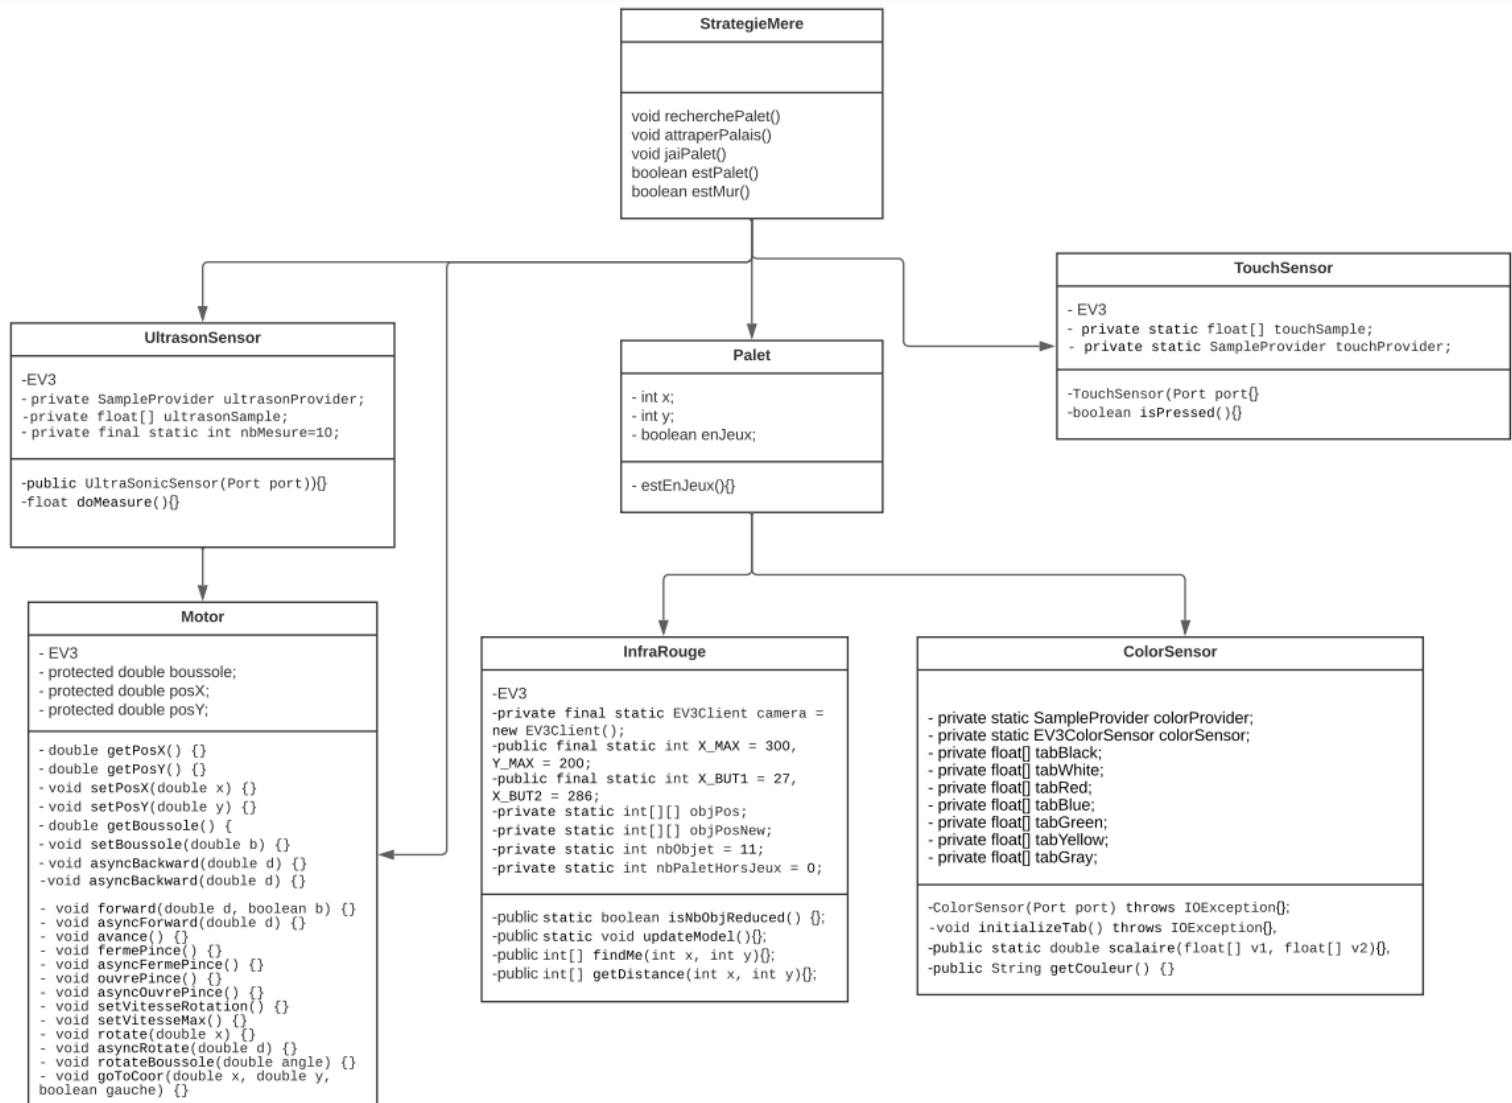 StrategieMere
void recherchePalet()
void attraperPalais()
void jaiPalet()
boolean estPalet()
boolean estMur()
UltrasonSensor
-EV3
- private SampleProvider ultrasonProvider;
-private float[] ultrasonSample;
- private final static int nbMesure=10;
-public UltraSonicSensor(Port port)){}
-float doMeasure(){}
Palet
- int x;
- int y;
- boolean enJeux;
- estEnJeux(){}
TouchSensor
- EV3
- private static float[] touchSample;
- private static SampleProvider touchProvider;
-TouchSensor(Port port{}
-boolean isPressed(){}
Motor
- EV3
- protected double boussole;
- protected double posX;
- protected double posY;
- double getPosX() {}
- double getPosY() {}
- void setPosX(double x) {}
- void setPosY(double y) {}
- double getBoussole() {
- void setBoussole(double b) {}
- void asyncBackward(double d) {}
-void asyncBackward(double d) {}
- void forward(double d, boolean b) {}
- void asyncForward(double d) {}
- void avance() {}
- void fermePince() {}
- void asyncFermePince() {}
- void ouvrePince() {}
- void asyncOuvrePince() {}
- void setVitesseRotation() {}
- void setVitesseMax() {}
- void rotate(double x) {}
- void asyncRotate(double d) {}
- void rotateBoussole(double angle) {}
- void goToCoor(double x, double y,
boolean gauche) {}
InfraRouge
-EV3
-private final static EV3Client camera =
new EV3Client();
-public final static int X_MAX = 300,
Y_MAX = 200;
-public final static int X_BUT1 = 27,
X_BUT2 = 286;
-private static int[][] objPos;
-private static int[][] objPosNew;
-private static int nbObjet = 11;
-private static int nbPaletHorsJeux = 0;
-public static boolean isNbObjReduced() {};
-public static void updateModel(){};
-public int[] findMe(int x, int y){};
-public int[] getDistance(int x, int y){};
ColorSensor
- private static SampleProvider colorProvider;
- private static EV3ColorSensor colorSensor;
- private float[] tabBlack;
- private float[] tabWhite;
- private float[] tabRed;
- private float[] tabBlue;
- private float[] tabGreen;
- private float[] tabYellow;
- private float[] tabGray;
-ColorSensor(Port port) throws IOException{};
-void initializeTab() throws IOException{},
-public static double scalaire(float[] v1, float[] v2){},
-public String getCouleur() {}